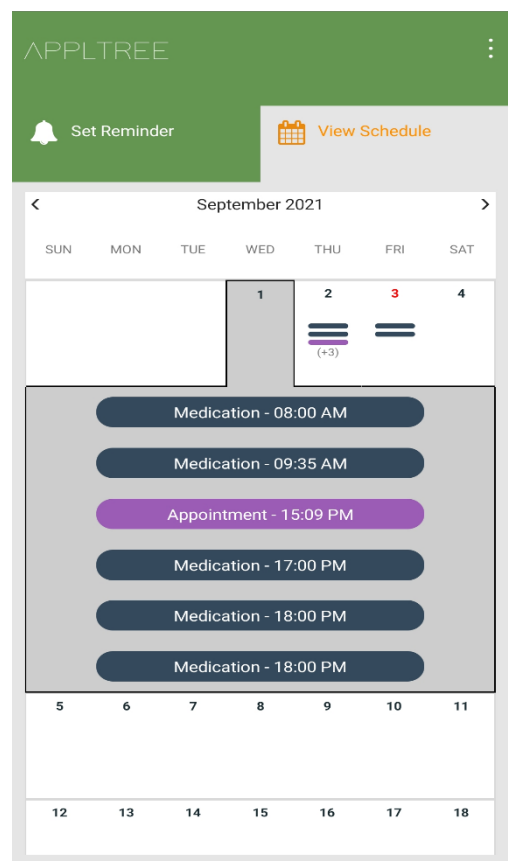 APPLTREE
Set Reminder
View Schedule
< September 2021 >
SUN MON TUE WED THU FRI SAT
1 2 3 4
(+3)
Medication - 08:00 AM
Medication - 09:35 AM
Appointment - 15:09 PM
Medication - 17:00 PM
Medication - 18:00 PM
Medication - 18:00 PM
5 6 7 8 9 10 11
12 13 14 15 16 17 18